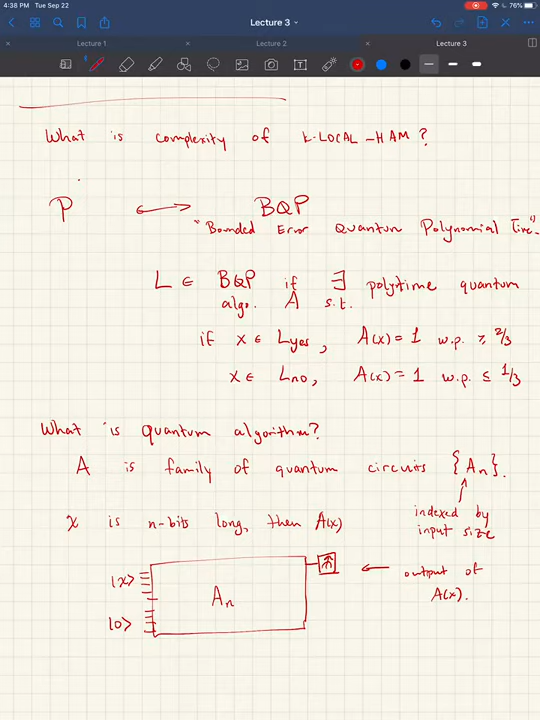 4:38 PM Tue Sep 22
76%
Lecture 3
Lecture 1
Lecture 2
Lecture 3
What is complexity of k-LOCAL-HAM?
P ↔ BQP
"Bounded Error Quantum Polynomial Time"
L ∈ BQP if ∃ polytime quantum
algo. A s.t.
if x ∈ Lyes, A(x) = 1 w.p. ≥ 2/3
x ∈ Lno, A(x) = 1 w.p. ≤ 1/3
What is quantum algorithm?
A is family of quantum circuits {An}.
indexed by
input size
x is n-bits long, then A(x)
|x>
An
|0>
← output of
A(x).